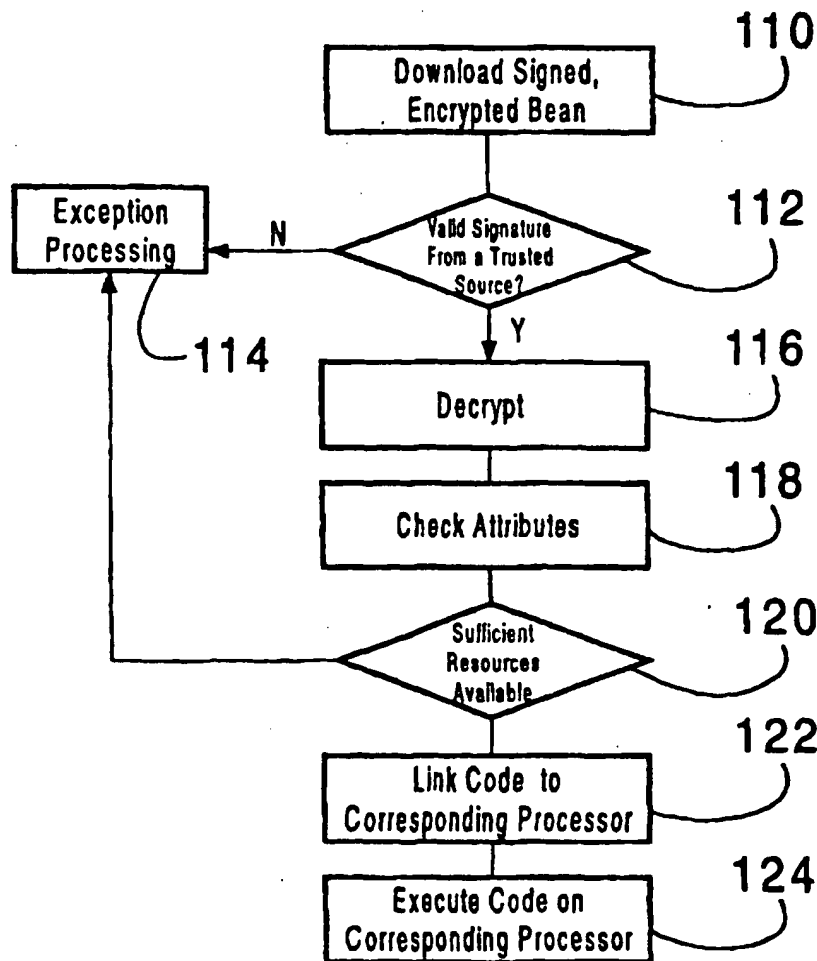 110
Download Signed,
Encrypted Bean
Exception
Processing
N
Valid Signature
From a Trusted
Source?
112
114
Y
116
Decrypt
118
Check Attributes
120
Sufficient
Resources
Available
122
Link Code to
Corresponding Processor
124
Execute Code on
Corresponding Processor